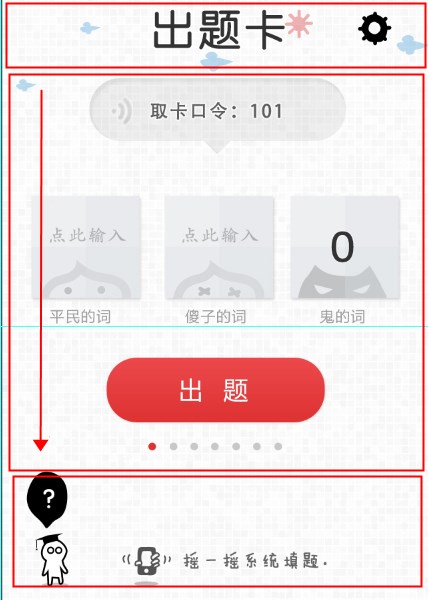 出题卡
取卡口令：101
点此输入 点此输入 0
平民的词 傻子的词 鬼的词
出 题
?
摇一摇系统填题.